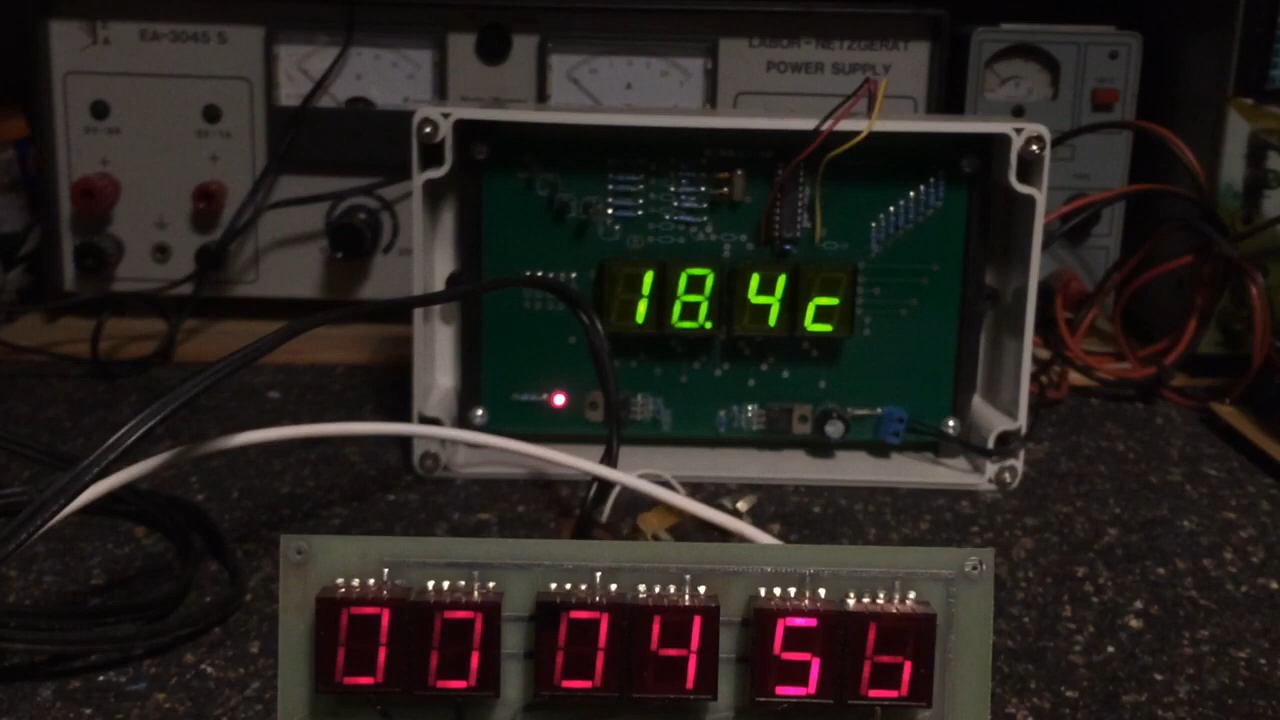 EA-3045 S
LABOR-NETZGERÄT
POWER SUPPLY
18.4c
00 04 56